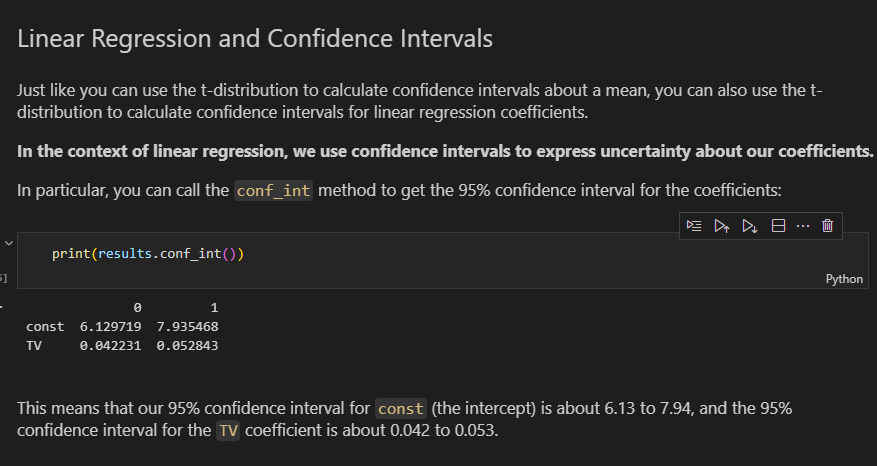 Linear Regression and Confidence Intervals
Just like you can use the t-distribution to calculate confidence intervals about a mean, you can also use the t-
distribution to calculate confidence intervals for linear regression coefficients.
In the context of linear regression, we use confidence intervals to express uncertainty about our coefficients.
In particular, you can call the conf_int method to get the 95% confidence interval for the coefficients:
print(results.conf_int())
]
Python
0 1
const 6.129719 7.935468
TV 0.042231 0.052843
This means that our 95% confidence interval for const (the intercept) is about 6.13 to 7.94, and the 95%
confidence interval for the TV coefficient is about 0.042 to 0.053.